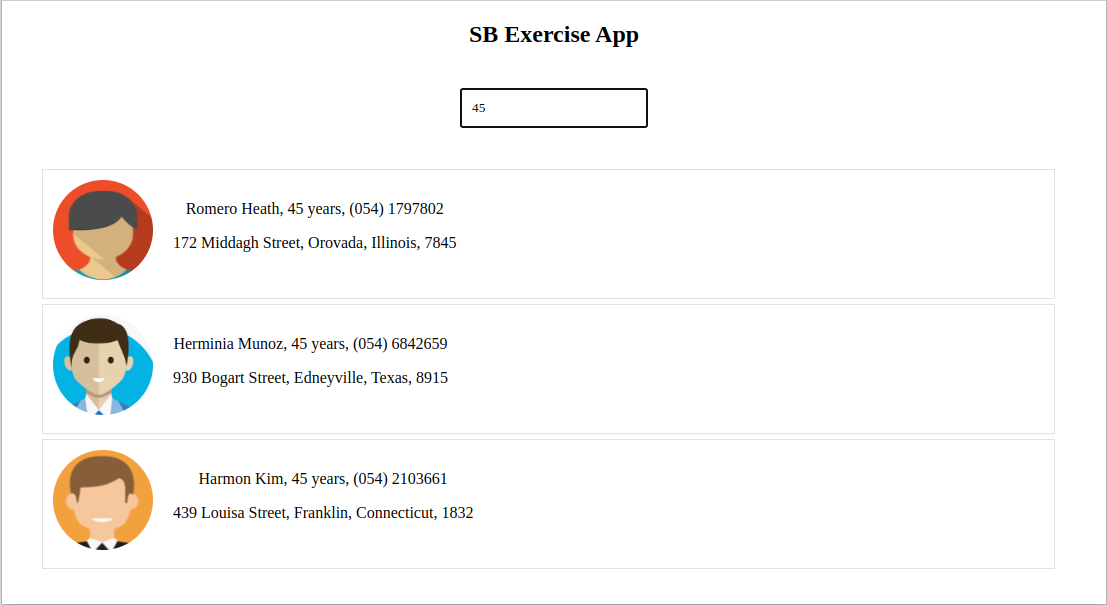 SB Exercise App
45
Romero Heath, 45 years, (054) 1797802
172 Middagh Street, Orovada, Illinois, 7845
Herminia Munoz, 45 years, (054) 6842659
930 Bogart Street, Edneyville, Texas, 8915
Harmon Kim, 45 years, (054) 2103661
439 Louisa Street, Franklin, Connecticut, 1832